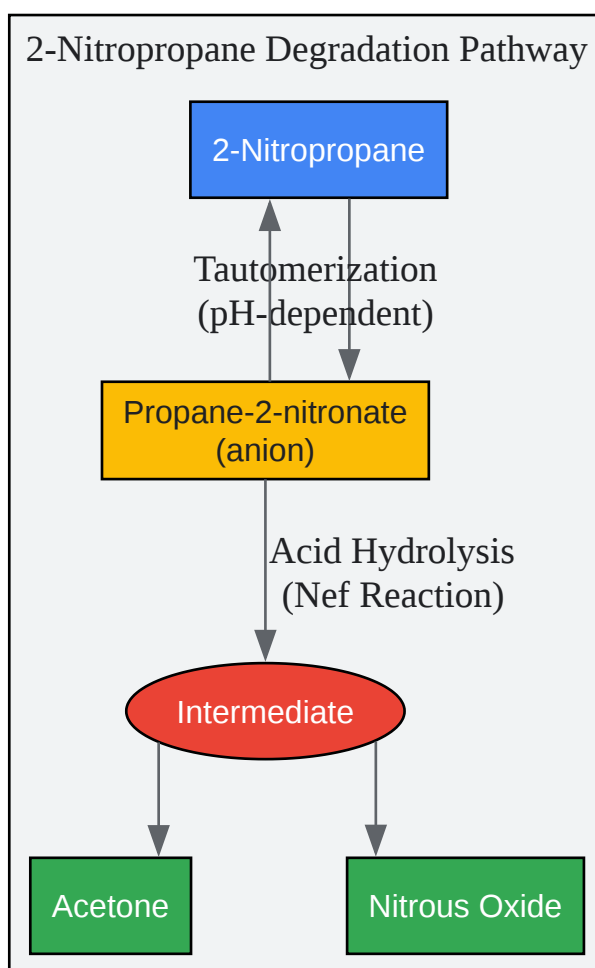 2-Nitropropane Degradation Pathway
2-Nitropropane
Tautomerization
(pH-dependent)
Propane-2-nitronate
(anion)
Acid Hydrolysis
(Nef Reaction)
Intermediate
Acetone
Nitrous Oxide